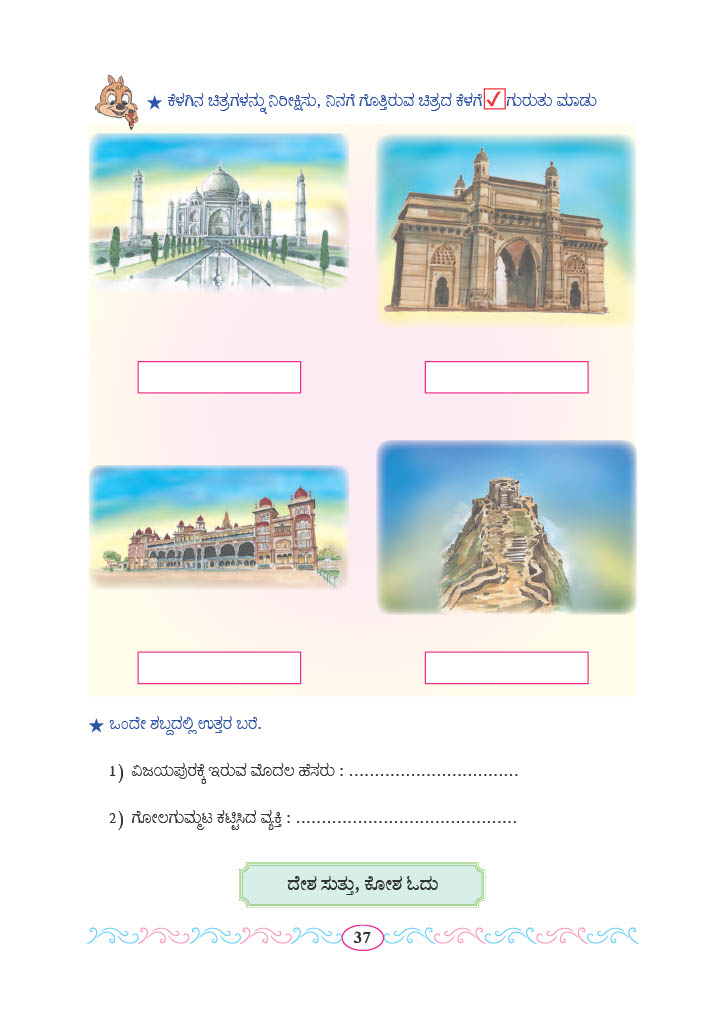 ★ ಕೆಳಗಿನ ಚಿತ್ರಗಳನ್ನು ನಿರೀಕ್ಷಿಸು, ನಿನಗೆ ಗೊತ್ತಿರುವ ಚಿತ್ರದ ಕೆಳಗೆ ✓ ಗುರುತು ಮಾಡು
★ ಒಂದೇ ಶಬ್ದದಲ್ಲಿ ಉತ್ತರ ಬರೆ.
1) ವಿಜಯಪುರಕ್ಕೆ ಇರುವ ಮೊದಲ ಹೆಸರು : .................................
2) ಗೋಲಗುಮ್ಮಟ ಕಟ್ಟಿಸಿದ ವ್ಯಕ್ತಿ : ...........................................
ದೇಶ ಸುತ್ತು, ಕೋಶ ಓದು
37